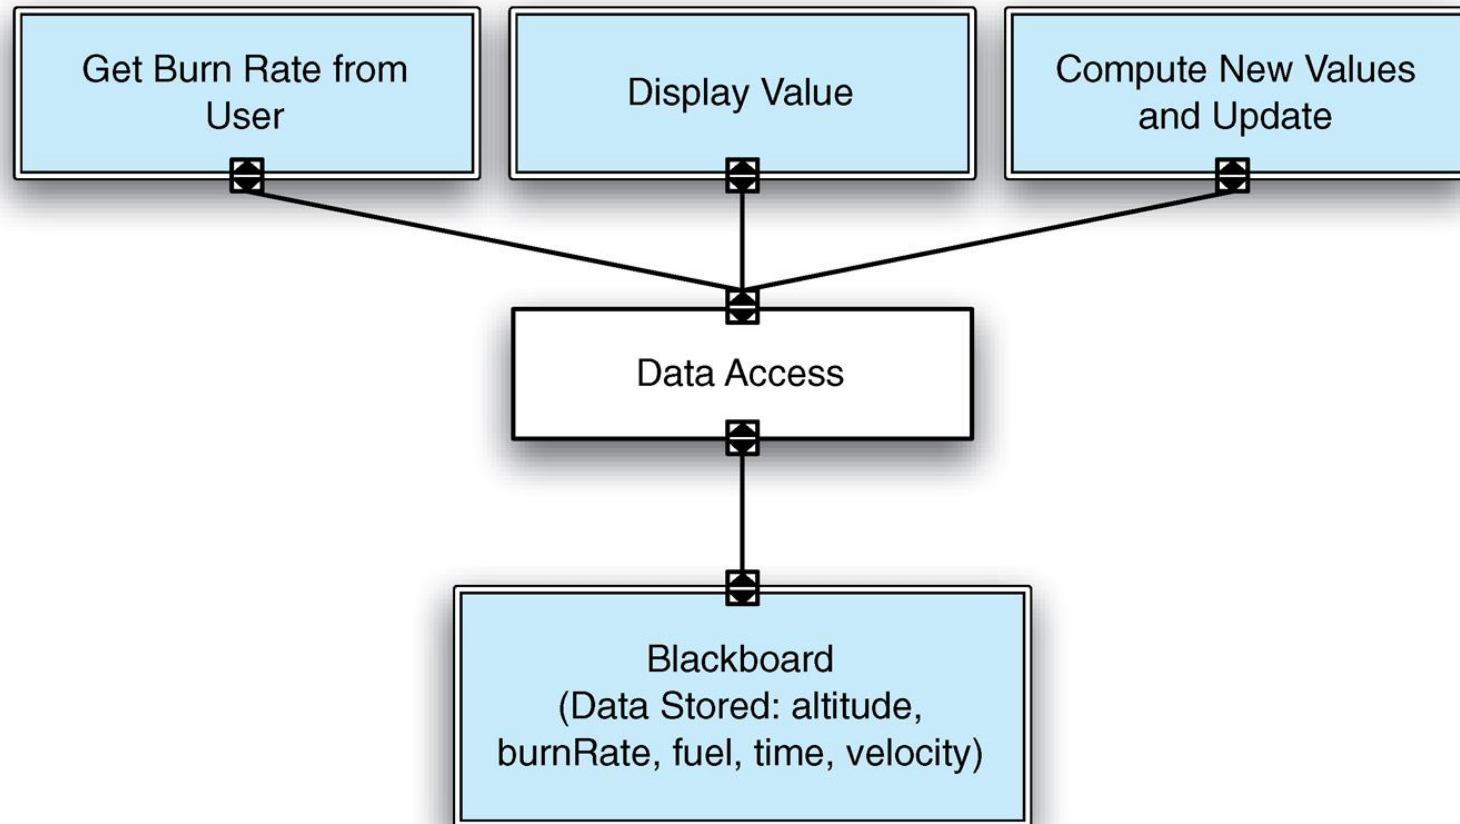 Get Burn Rate from
User
Display Value
Compute New Values
and Update
Data Access
Blackboard
(Data Stored: altitude,
burnRate, fuel, time, velocity)